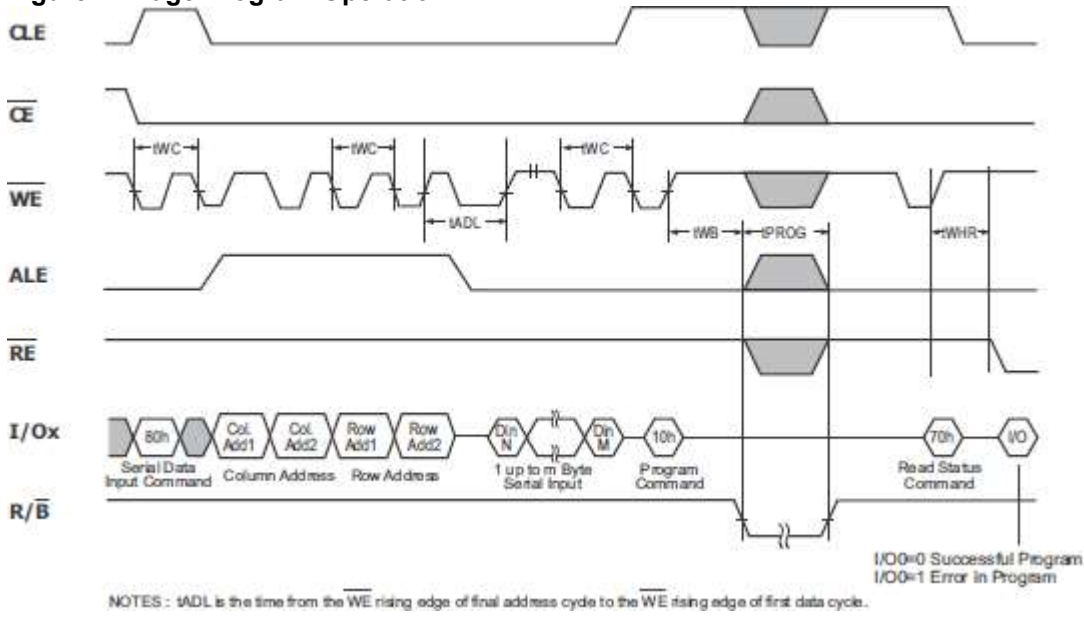 CLE
CE
tWC
tWC
tWC
WE
tADL
tWB
tPROG
tWHR
ALE
RE
I/Ox
80h
Col. Add1
Col. Add2
Row Add1
Row Add2
Din N
Din M
10h
70h
I/O
Serial Data
Input Command
Column Address
Row Address
1 up to m Byte
Serial Input
Program
Command
Read Status
Command
R/B
I/O0=0 Successful Program
I/O0=1 Error in Program
NOTES : tADL is the time from the WE rising edge of final address cycle to the WE rising edge of first data cycle.